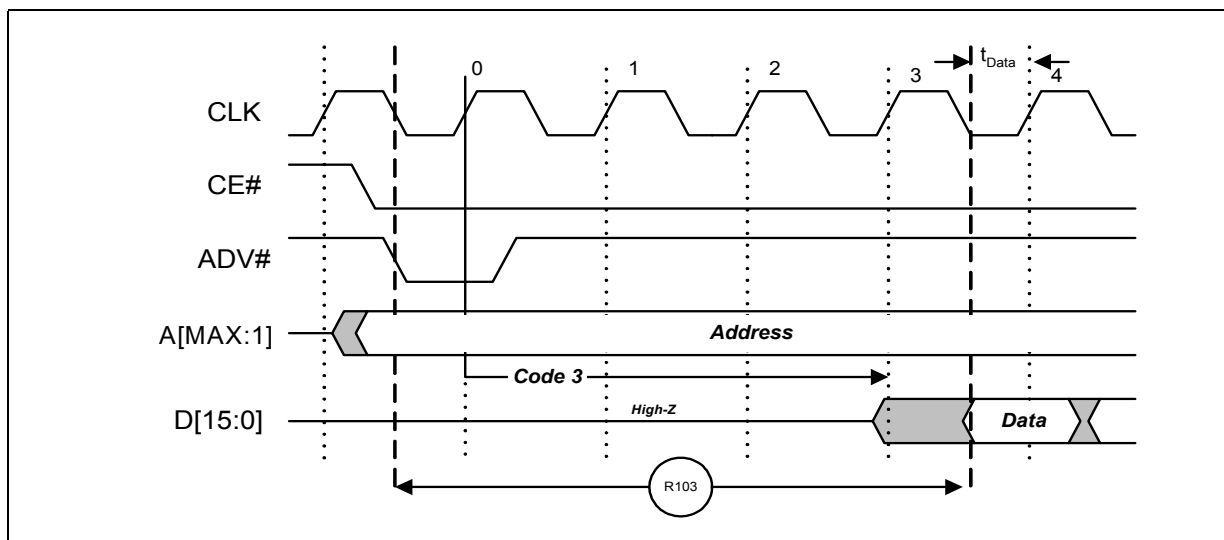 0 1 2 3 t_Data 4
CLK
CE#
ADV#
A[MAX:1] Address
Code 3
D[15:0] High-Z Data
R103